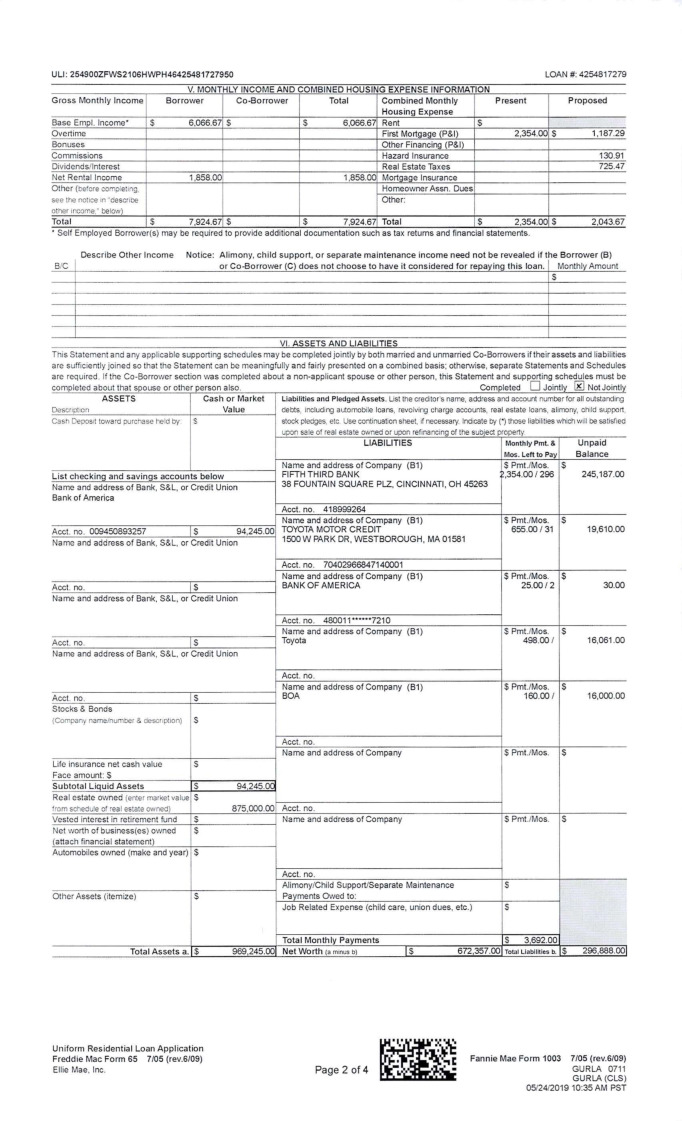 ULI: 254900ZFWS2106HWPH46425481727950 LOAN #: 4254817279
V. MONTHLY INCOME AND COMBINED HOUSING EXPENSE INFORMATION
Gross Monthly Income Borrower Co-Borrower Total Combined Monthly Housing Expense Present Proposed
Base Empl. Income* $ 6,066.67 $ $ 6,066.67 Rent $
Overtime First Mortgage (P&I) 2,354.00 $ 1,187.29
Bonuses Other Financing (P&I)
Commissions Hazard Insurance 130.91
Dividends/Interest Real Estate Taxes 725.47
Net Rental Income 1,858.00 1,858.00 Mortgage Insurance
Other (before completing, Homeowner Assn. Dues
see the notice in "describe Other:
other income," below)
Total $ 7,924.67 $ $ 7,924.67 Total $ 2,354.00 $ 2,043.67
* Self Employed Borrower(s) may be required to provide additional documentation such as tax returns and financial statements.
Describe Other Income Notice: Alimony, child support, or separate maintenance income need not be revealed if the Borrower (B)
B/C or Co-Borrower (C) does not choose to have it considered for repaying this loan. Monthly Amount
$
VI. ASSETS AND LIABILITIES
This Statement and any applicable supporting schedules may be completed jointly by both married and unmarried Co-Borrowers if their assets and liabilities
are sufficiently joined so that the Statement can be meaningfully and fairly presented on a combined basis; otherwise, separate Statements and Schedules
are required. If the Co-Borrower section was completed about a non-applicant spouse or other person, this Statement and supporting schedules must be
completed about that spouse or other person also. Completed Jointly X Not Jointly
ASSETS Cash or Market Value
Description
Cash Deposit toward purchase held by: $
Liabilities and Pledged Assets. List the creditor's name, address and account number for all outstanding
debts, including automobile loans, revolving charge accounts, real estate loans, alimony, child support,
stock pledges, etc. Use continuation sheet, if necessary. Indicate by (*) those liabilities which will be satisfied
upon sale of real estate owned or upon refinancing of the subject property.
LIABILITIES Monthly Pmt. & Mos. Left to Pay Unpaid Balance
List checking and savings accounts below
Name and address of Bank, S&L, or Credit Union
Bank of America
Name and address of Company (B1) $ Pmt./Mos. $
FIFTH THIRD BANK 2,354.00 / 296 245,187.00
38 FOUNTAIN SQUARE PLZ, CINCINNATI, OH 45263
Acct. no. 418999264
Acct. no. 009450893257 $ 94,245.00
Name and address of Bank, S&L, or Credit Union
Name and address of Company (B1) $ Pmt./Mos. $
TOYOTA MOTOR CREDIT 655.00 / 31 19,610.00
1500 W PARK DR, WESTBOROUGH, MA 01581
Acct. no. 70402966847140001
Acct. no. $
Name and address of Bank, S&L, or Credit Union
Name and address of Company (B1) $ Pmt./Mos. $
BANK OF AMERICA 25.00 / 2 30.00
Acct. no. 480011******7210
Acct. no. $
Name and address of Bank, S&L, or Credit Union
Name and address of Company (B1) $ Pmt./Mos. $
Toyota 498.00 / 16,061.00
Acct. no.
Acct. no. $
Stocks & Bonds
(Company name/number & description) $
Name and address of Company (B1) $ Pmt./Mos. $
BOA 160.00 / 16,000.00
Acct. no.
Life insurance net cash value $
Face amount: $
Subtotal Liquid Assets $ 94,245.00
Name and address of Company $ Pmt./Mos. $
Real estate owned (enter market value $
from schedule of real estate owned) 875,000.00
Acct. no.
Vested interest in retirement fund $
Net worth of business(es) owned $
(attach financial statement)
Automobiles owned (make and year) $
Name and address of Company $ Pmt./Mos. $
Acct. no.
Other Assets (itemize) $
Alimony/Child Support/Separate Maintenance $
Payments Owed to:
Job Related Expense (child care, union dues, etc.) $
Total Monthly Payments $ 3,692.00
Total Assets a. $ 969,245.00 Net Worth (a minus b) $ 672,357.00 Total Liabilities b. $ 296,888.00
Uniform Residential Loan Application
Freddie Mac Form 65 7/05 (rev.6/09)
Ellie Mae, Inc.
Page 2 of 4
Fannie Mae Form 1003 7/05 (rev.6/09)
GURLA 0711
GURLA (CLS)
05/24/2019 10:35 AM PST